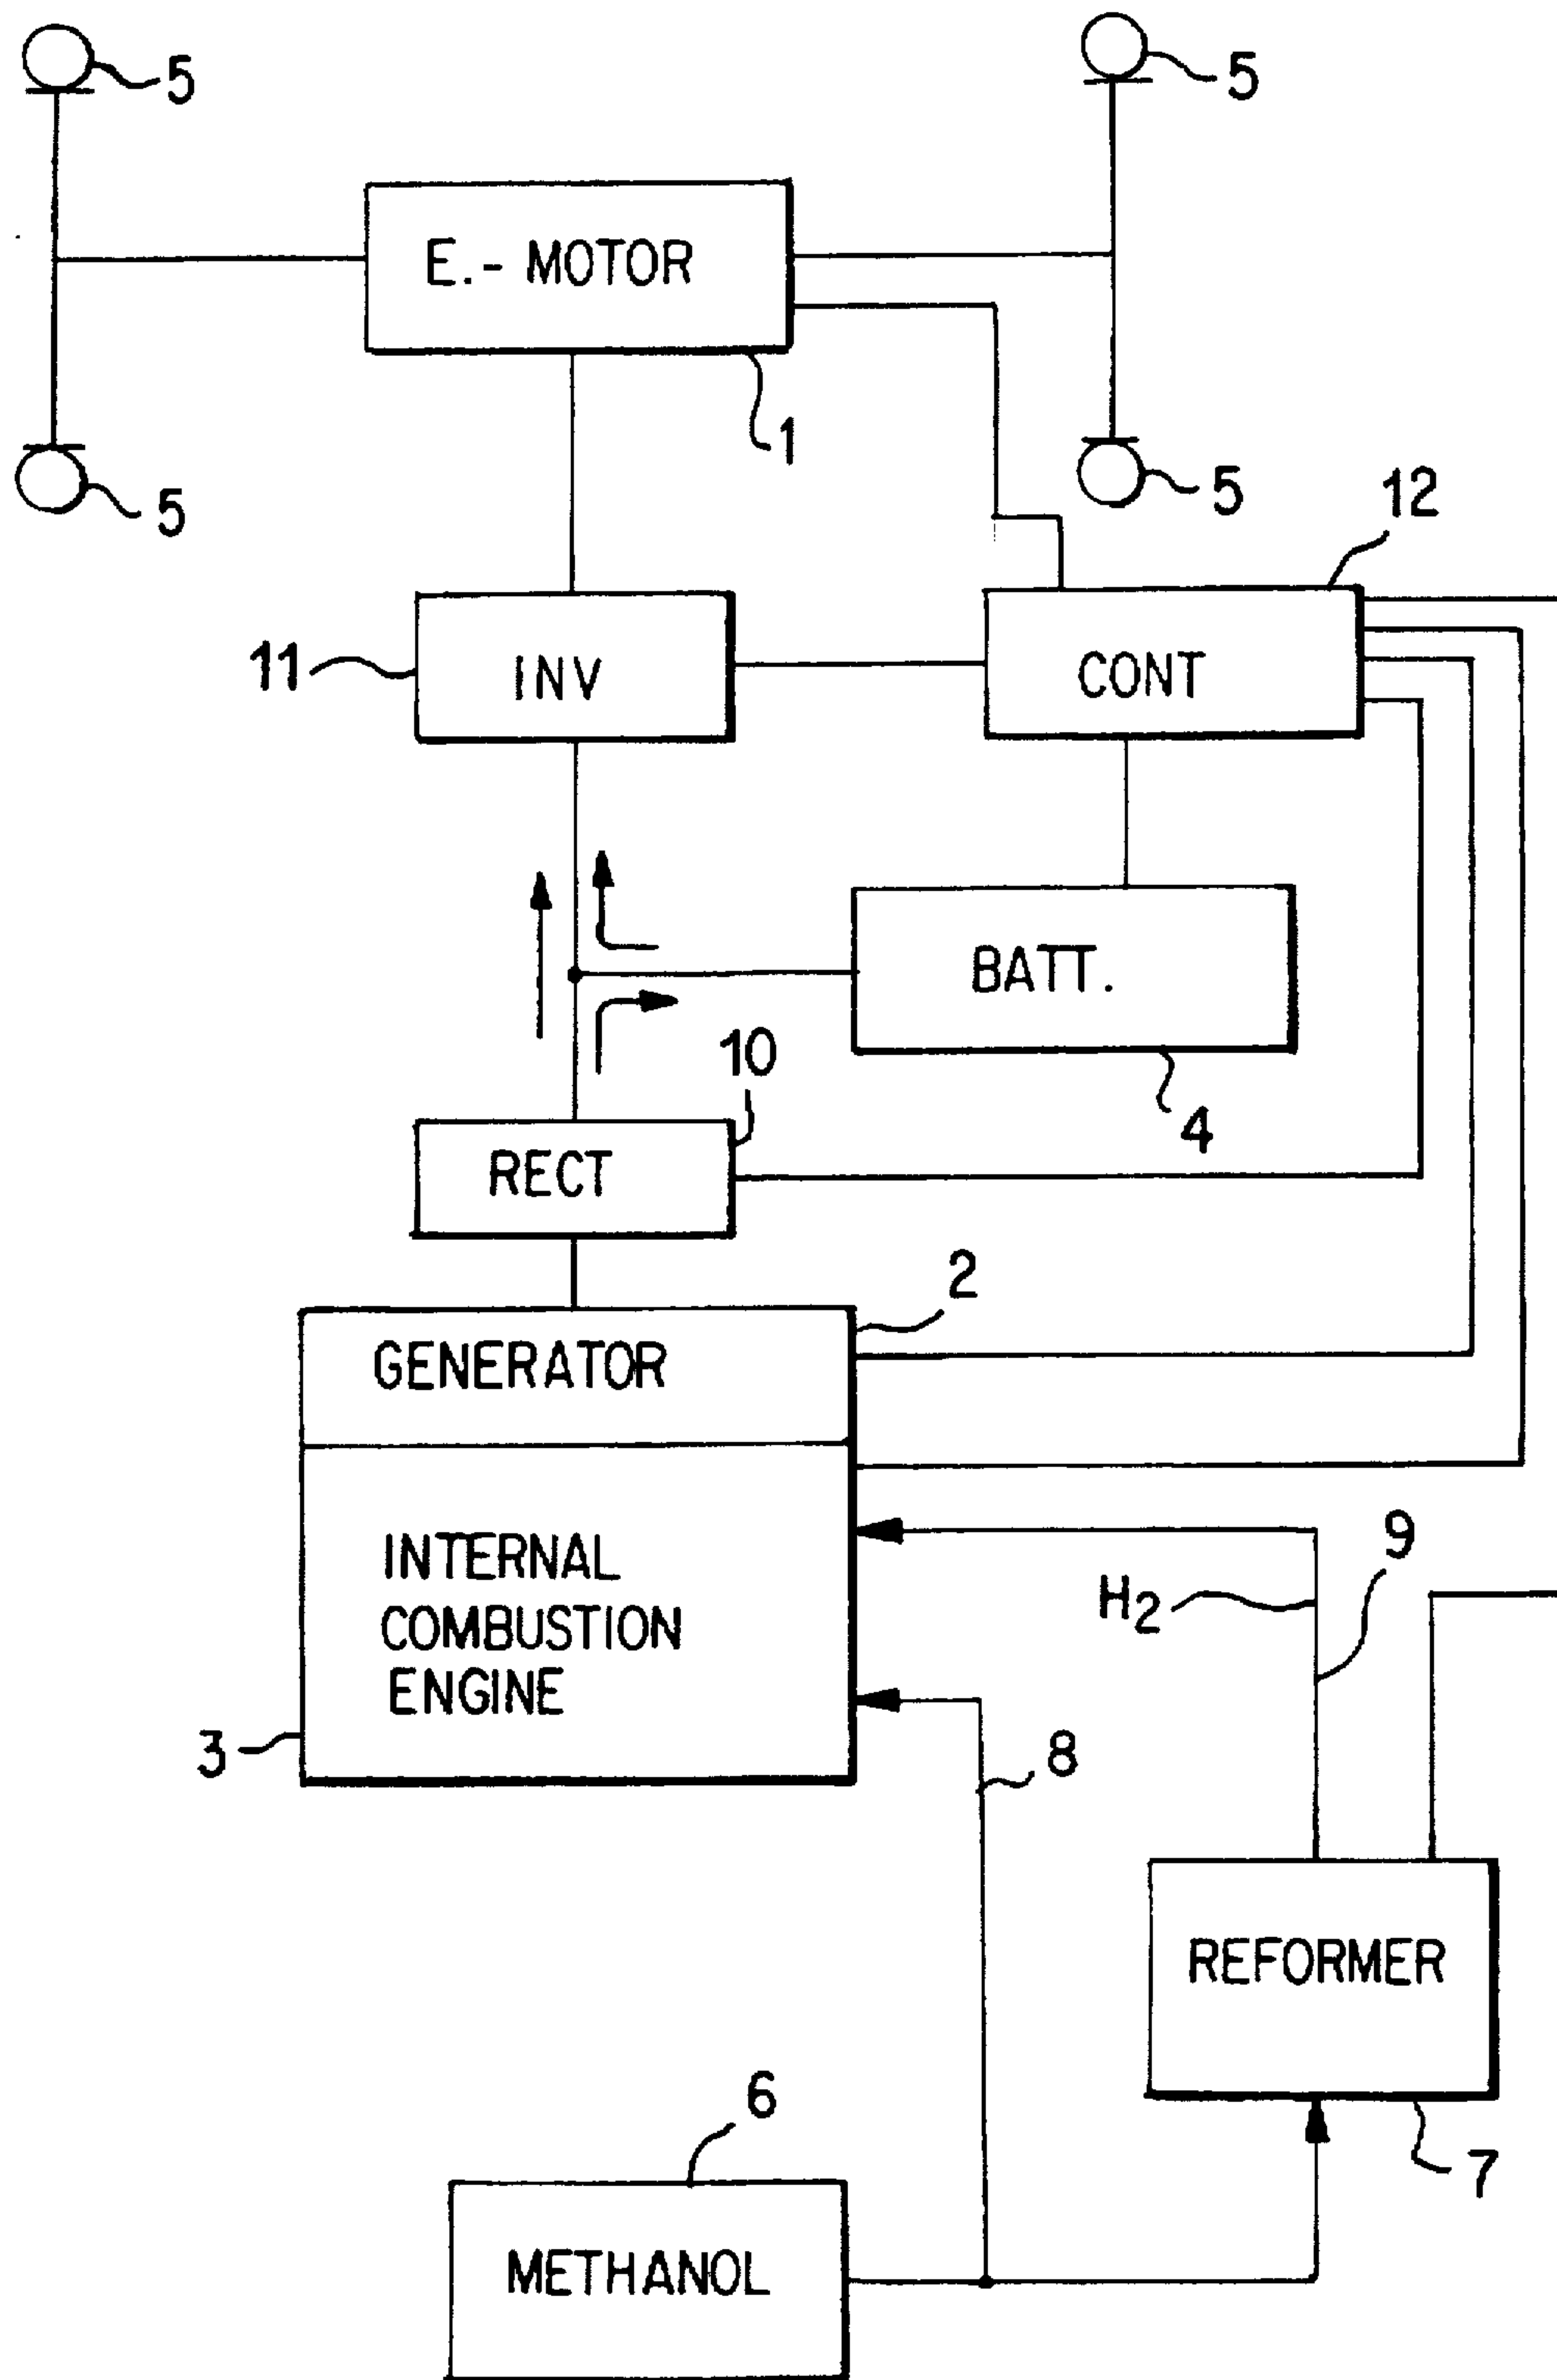 5
5
E.- MOTOR
1
5
5
12
11
INV
CONT
BATT.
10
4
RECT
2
GENERATOR
INTERNAL
COMBUSTION
ENGINE
9
H2
3
8
REFORMER
6
7
METHANOL